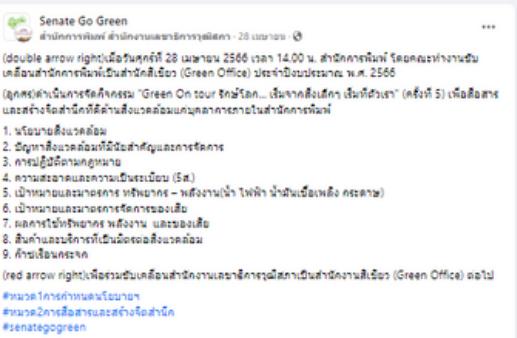 Senate Go Green
สำนักการพิมพ์ สำนักงานเลขาธิการวุฒิสภา · 28 เมษายน ·
(double arrow right)เมื่อวันศุกร์ที่ 28 เมษายน 2566 เวลา 14.00 น. สำนักการพิมพ์ โดยคณะทำงานขับ
เคลื่อนสำนักการพิมพ์เป็นสำนักสีเขียว (Green Office) ประจำปีงบประมาณ พ.ศ. 2566
(ลูกศร)ดำเนินการจัดกิจกรรม "Green On tour รักษ์โลก... เริ่มจากสิ่งเล็กๆ เริ่มที่ตัวเรา" (ครั้งที่ 5) เพื่อสื่อสาร
และสร้างจิตสำนึกที่ดีด้านสิ่งแวดล้อมแก่บุคลาการภายในสำนักการพิมพ์
1. นโยบายสิ่งแวดล้อม
2. ปัญหาสิ่งแวดล้อมที่มีนัยสำคัญและการจัดการ
3. การปฏิบัติตามกฎหมาย
4. ความสะอาดและความเป็นระเบียบ (5ส.)
5. เป้าหมายและมาตรการ ทรัพยากร – พลังงาน(น้ำ ไฟฟ้า น้ำมันเชื้อเพลิง กระดาษ)
6. เป้าหมายและมาตรการจัดการของเสีย
7. ผลการใช้ทรัพยากร พลังงาน และของเสีย
8. สินค้าและบริการที่เป็นมิตรต่อสิ่งแวดล้อม
9. ก๊าซเรือนกระจก
(red arrow right)เพื่อรวมขับเคลื่อนสำนักงานเลขาธิการวุฒิสภาเป็นสำนักงานสีเขียว (Green Office) ต่อไป
#หมวด1การกำหนดนโยบายฯ
#หมวด2การสื่อสารและสร้างจิตสำนึก
#senategogreen